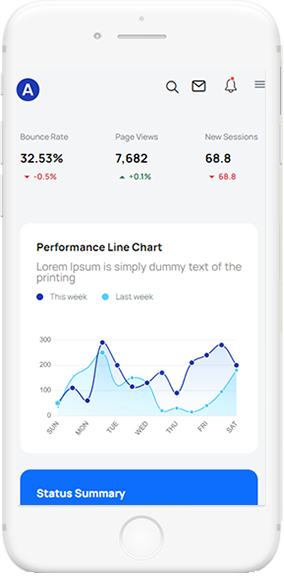 A
Bounce Rate Page Views New Sessions
32.53% 7,682 68.8
-0.5% +0.1% 68.8
Performance Line Chart
Lorem Ipsum is simply dummy text of the
printing
This week Last week
300
200
100
0
SUN MON TUE WED THU FRI SAT
Status Summary